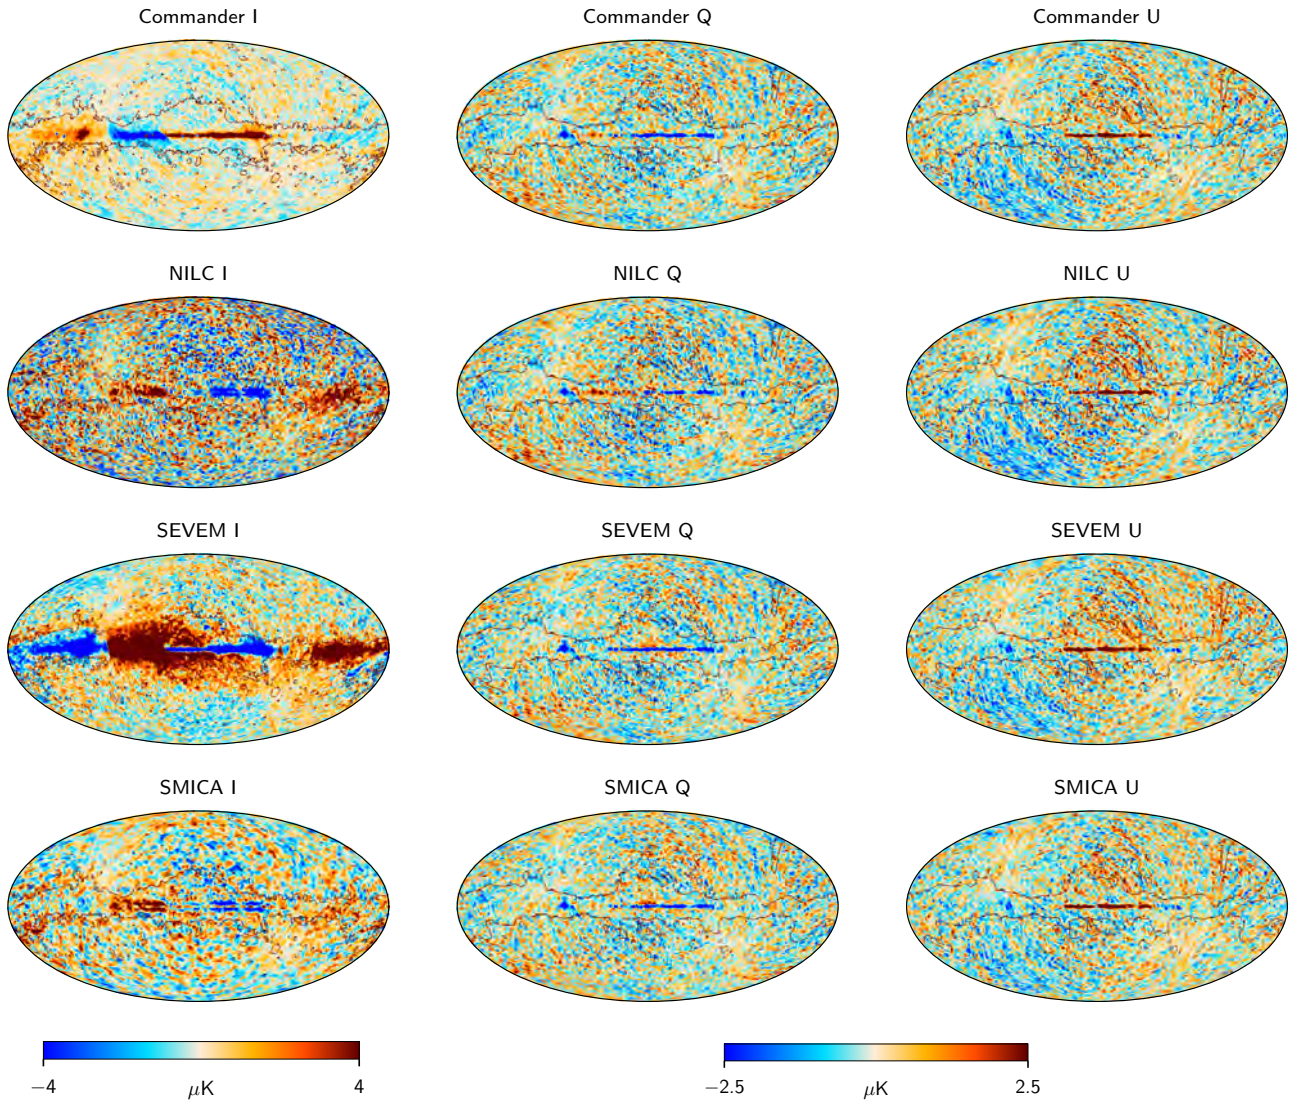 Commander I Commander Q Commander U
NILC I NILC Q NILC U
SEVEM I SEVEM Q SEVEM U
SMICA I SMICA Q SMICA U
−4 μK 4 −2.5 μK 2.5